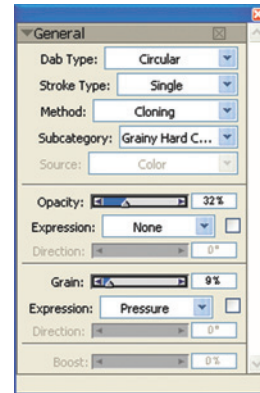 General
Dab Type: Circular
Stroke Type: Single
Method: Cloning
Subcategory: Grainy Hard C...
Source: Color
Opacity: 32%
Expression: None
Direction: 0°
Grain: 9%
Expression: Pressure
Direction: 0°
Boost: 0%